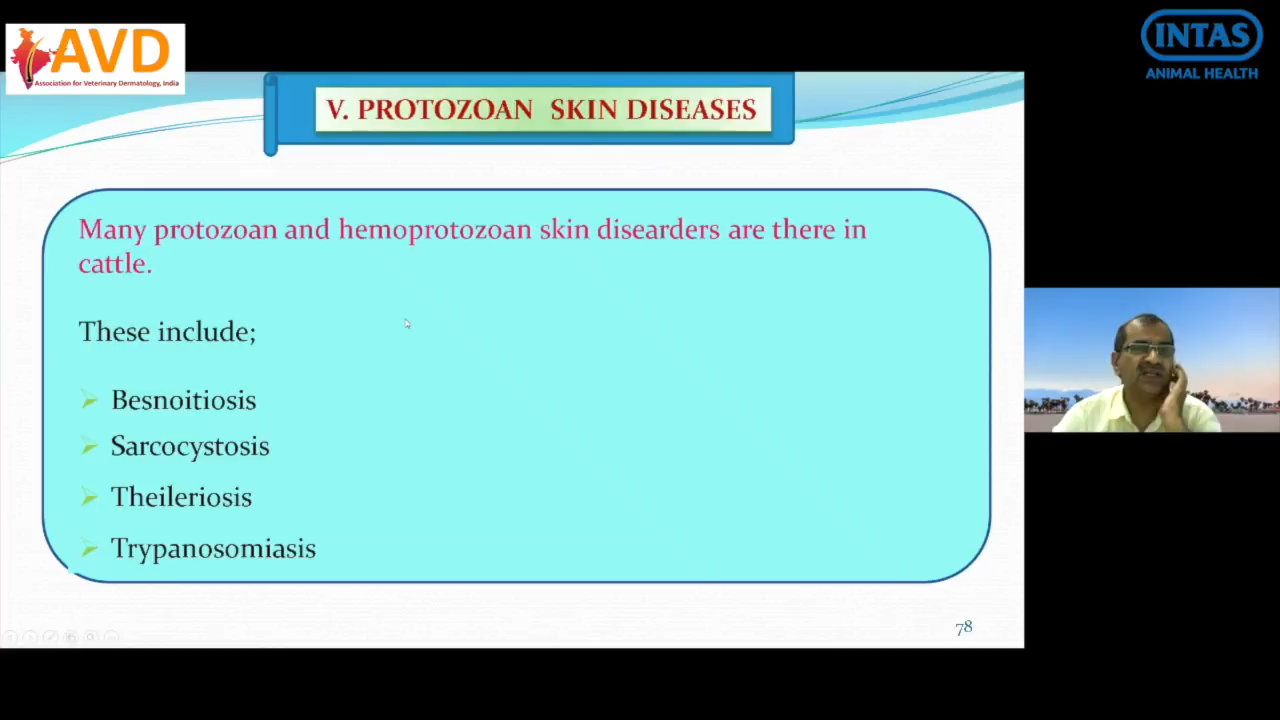 AVD
Association for Veterinary Dermatology, India
INTAS
ANIMAL HEALTH
V. PROTOZOAN SKIN DISEASES
Many protozoan and hemoprotozoan skin disearders are there in
cattle.
These include;
Besnoitiosis
Sarcocystosis
Theileriosis
Trypanosomiasis
78